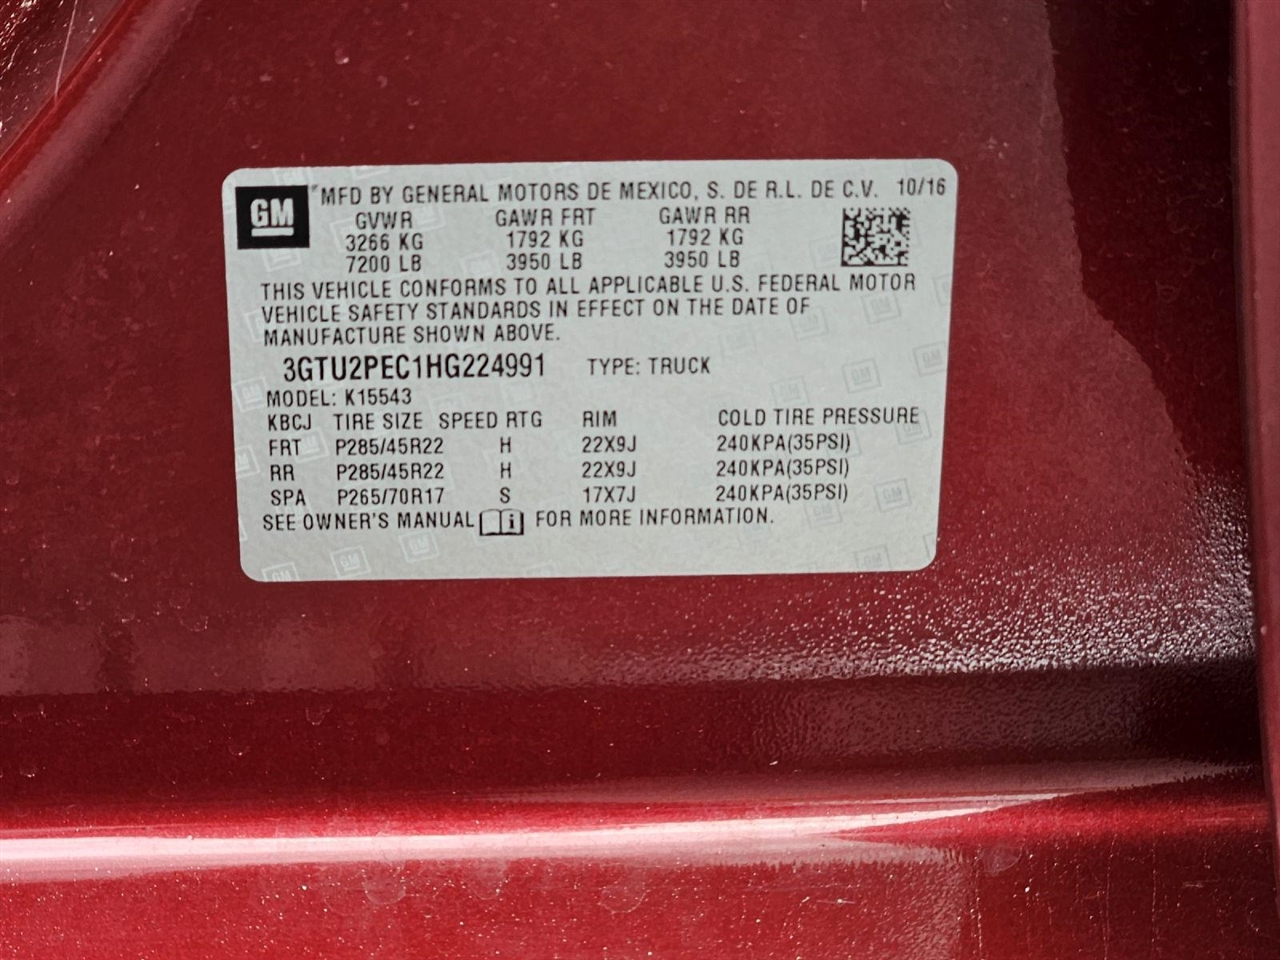 GM MFD BY GENERAL MOTORS DE MEXICO, S. DE R.L. DE C.V. 10/16
GVWR GAWR FRT GAWR RR
3266 KG 1792 KG 1792 KG
7200 LB 3950 LB 3950 LB
THIS VEHICLE CONFORMS TO ALL APPLICABLE U.S. FEDERAL MOTOR
VEHICLE SAFETY STANDARDS IN EFFECT ON THE DATE OF
MANUFACTURE SHOWN ABOVE.
3GTU2PEC1HG224991 TYPE: TRUCK
MODEL: K15543
KBCJ TIRE SIZE SPEED RTG RIM COLD TIRE PRESSURE
FRT P285/45R22 H 22X9J 240KPA(35PSI)
RR P285/45R22 H 22X9J 240KPA(35PSI)
SPA P265/70R17 S 17X7J 240KPA(35PSI)
SEE OWNER'S MANUAL i FOR MORE INFORMATION.